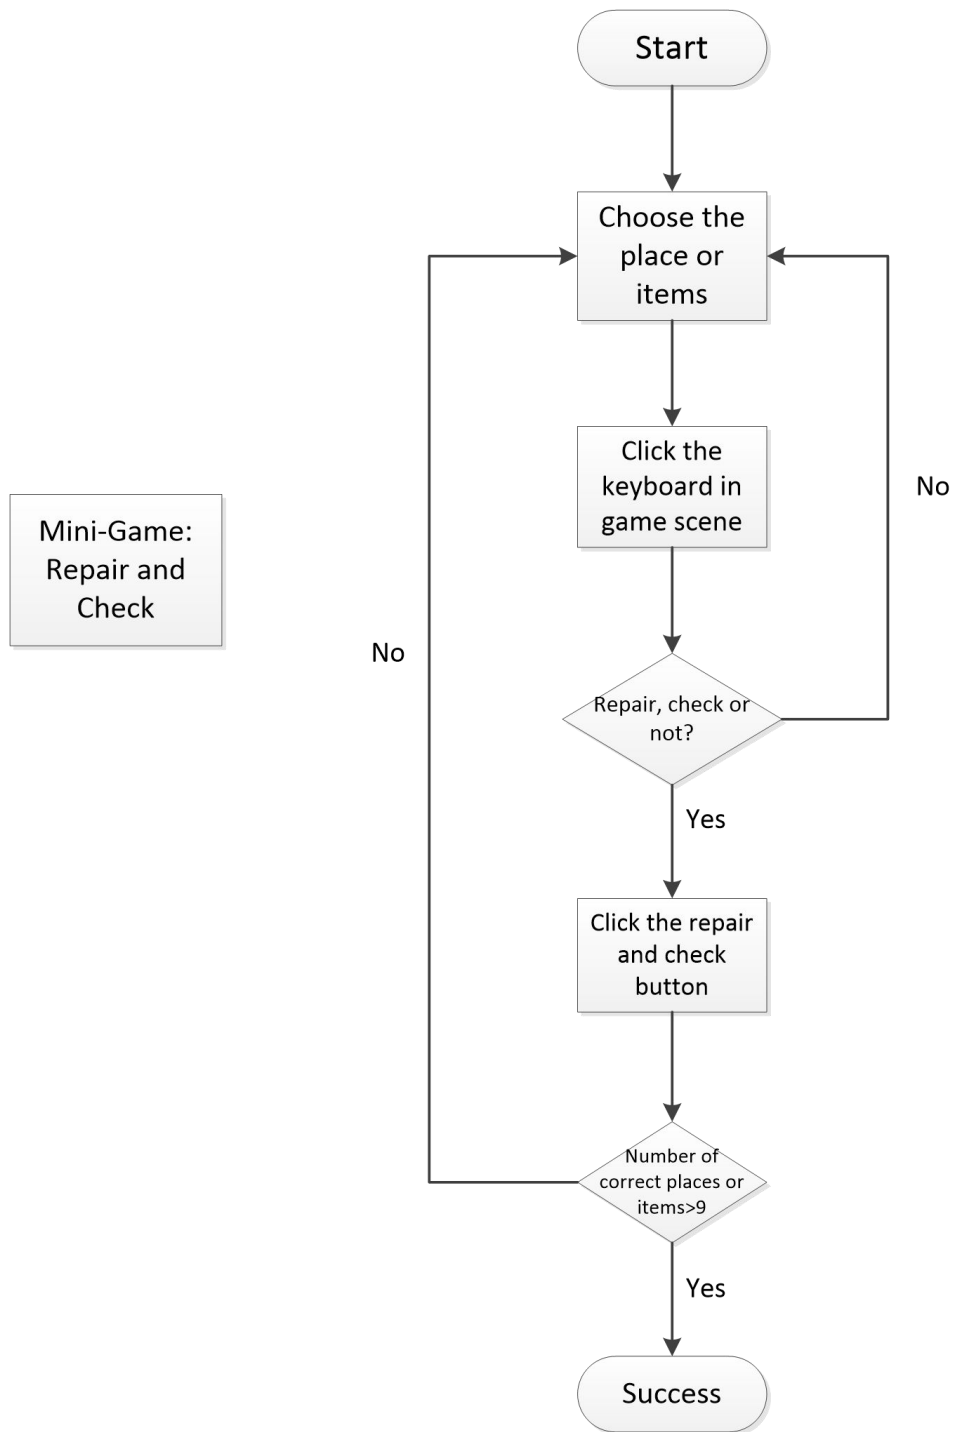 Start
Choose the
place or
items
Click the
keyboard in
game scene
No
Mini-Game:
Repair and
Check
No
Repair, check or
not?
Yes
Click the repair
and check
button
Number of
correct places or
items>9
Yes
Success